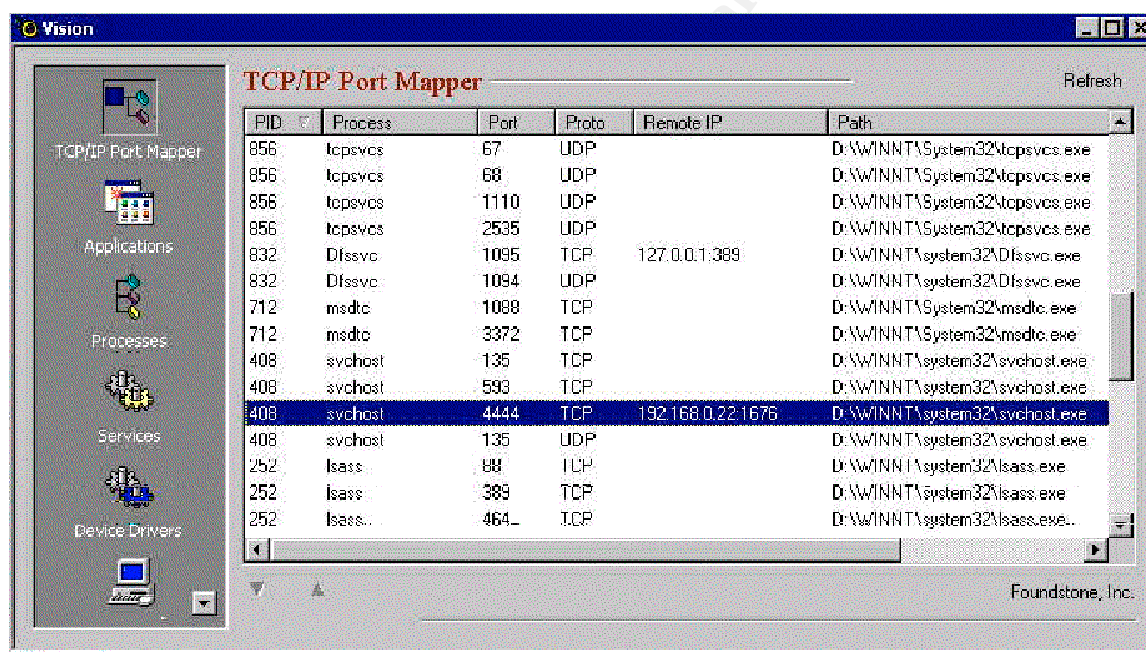 Vision
TCP/IP Port Mapper
Refresh
TCP/IP Port Mapper
Applications
Processes
Services
Device Drivers
PID Process Port Proto Remote IP Path
856 tcpsvcs 67 UDP D:\WINNT\System32\tcpsvcs.exe
856 tcpsvcs 68 UDP D:\WINNT\System32\tcpsvcs.exe
856 tcpsvcs 1110 UDP D:\WINNT\System32\tcpsvcs.exe
856 tcpsvcs 2535 UDP D:\WINNT\System32\tcpsvcs.exe
832 Dfssvc 1095 TCP 127.0.0.1:389 D:\WINNT\system32\Dfssvc.exe
832 Dfssvc 1094 UDP D:\WINNT\system32\Dfssvc.exe
712 msdtc 1088 TCP D:\WINNT\System32\msdtc.exe
712 msdtc 3372 TCP D:\WINNT\System32\msdtc.exe
408 svchost 135 TCP D:\WINNT\system32\svchost.exe
408 svchost 593 TCP D:\WINNT\system32\svchost.exe
408 svchost 4444 TCP 192.168.0.22:1676 D:\WINNT\system32\svchost.exe
408 svchost 135 UDP D:\WINNT\system32\svchost.exe
252 lsass 88 TCP D:\WINNT\system32\lsass.exe
252 lsass 389 TCP D:\WINNT\system32\lsass.exe
252 lsass 464 TCP D:\WINNT\system32\lsass.exe
Foundstone, Inc.